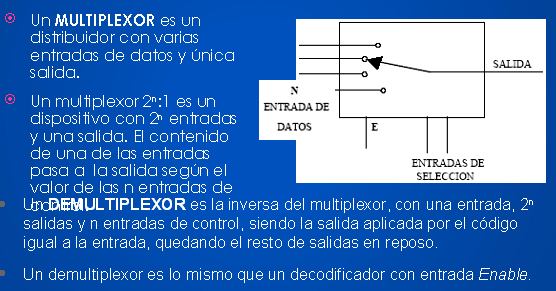 Un MULTIPLEXOR es un
distribuidor con varias
entradas de datos y única
salida.
Un multiplexor 2ⁿ:1 es un
dispositivo con 2ⁿ entradas
y una salida. El contenido
de una de las entradas
pasa a la salida según el
valor de las n entradas de
Un DEMULTIPLEXOR es la inversa del multiplexor, con una entrada, 2ⁿ
salidas y n entradas de control, siendo la salida aplicada por el código
igual a la entrada, quedando el resto de salidas en reposo.
Un demultiplexor es lo mismo que un decodificador con entrada Enable.
SALIDA
N
ENTRADA DE
DATOS
E
ENTRADAS DE
SELECCION